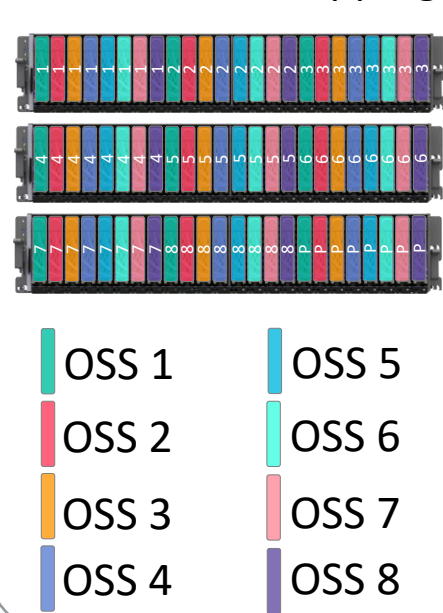 1 1 1 1 1 1 1 1 2 2 2 2 2 2 2 2 3 3 3 3 3 3 3 3
4 4 4 4 4 4 4 4 5 5 5 5 5 5 5 5 6 6 6 6 6 6 6 6
7 7 7 7 7 7 7 7 8 8 8 8 8 8 8 8 P P P P P P P P
OSS 1
OSS 5
OSS 2
OSS 6
OSS 3
OSS 7
OSS 4
OSS 8